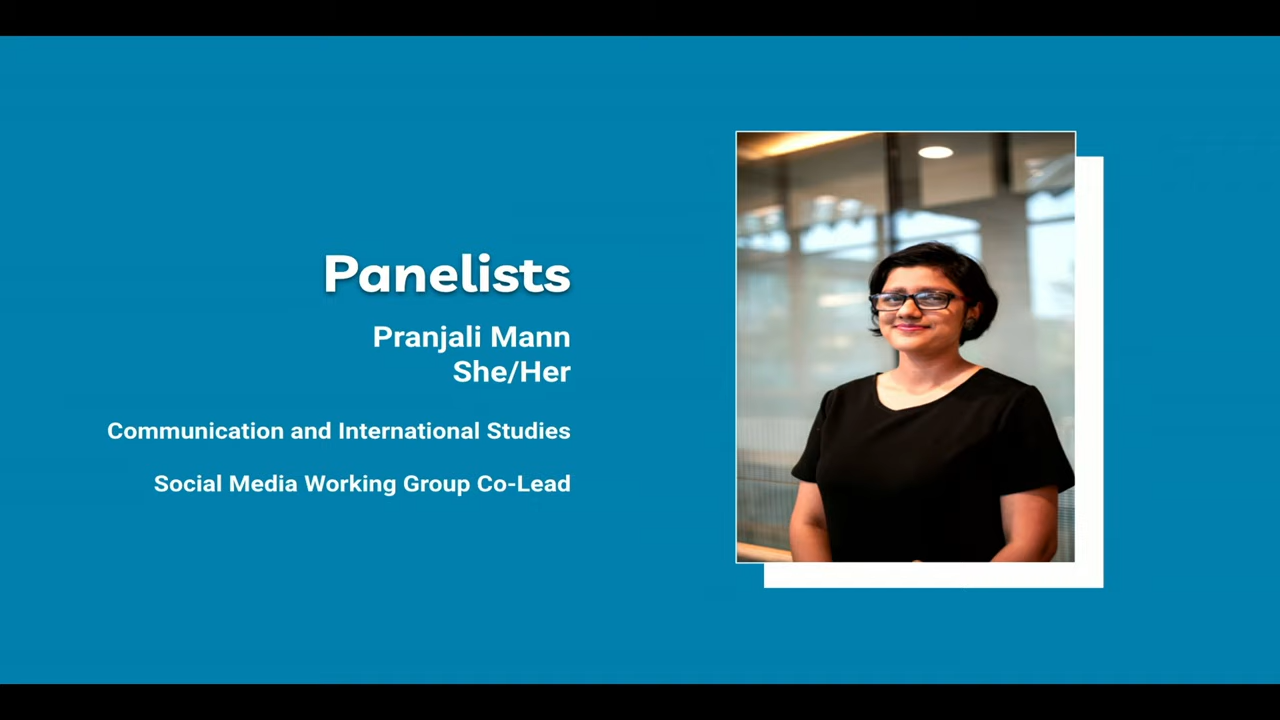 Panelists
Pranjali Mann
She/Her
Communication and International Studies
Social Media Working Group Co-Lead